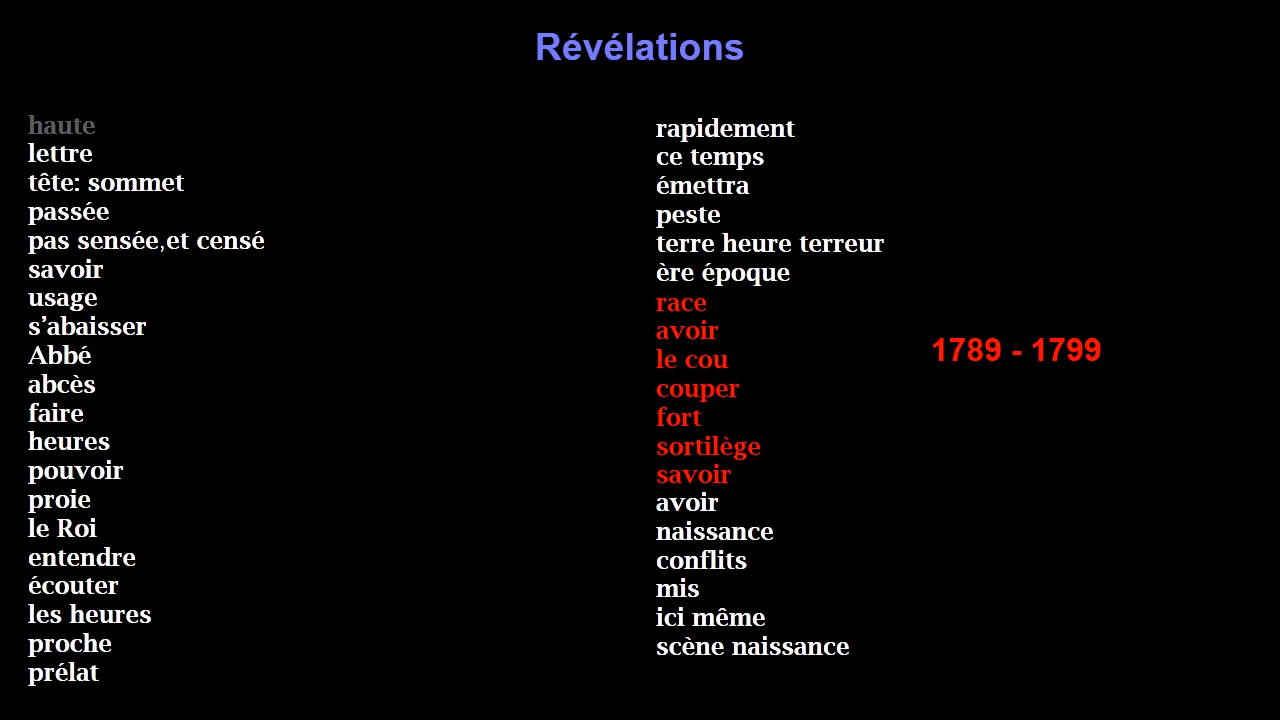 Révélations
haute
lettre
tête: sommet
passée
pas sensée,et censé
savoir
usage
s’abaisser
Abbé
abcès
faire
heures
pouvoir
proie
le Roi
entendre
écouter
les heures
proche
prélat
rapidement
ce temps
émettra
peste
terre heure terreur
ère époque
race
avoir
le cou
couper
fort
sortilège
savoir
avoir
naissance
conflits
mis
ici même
scène naissance
1789 - 1799